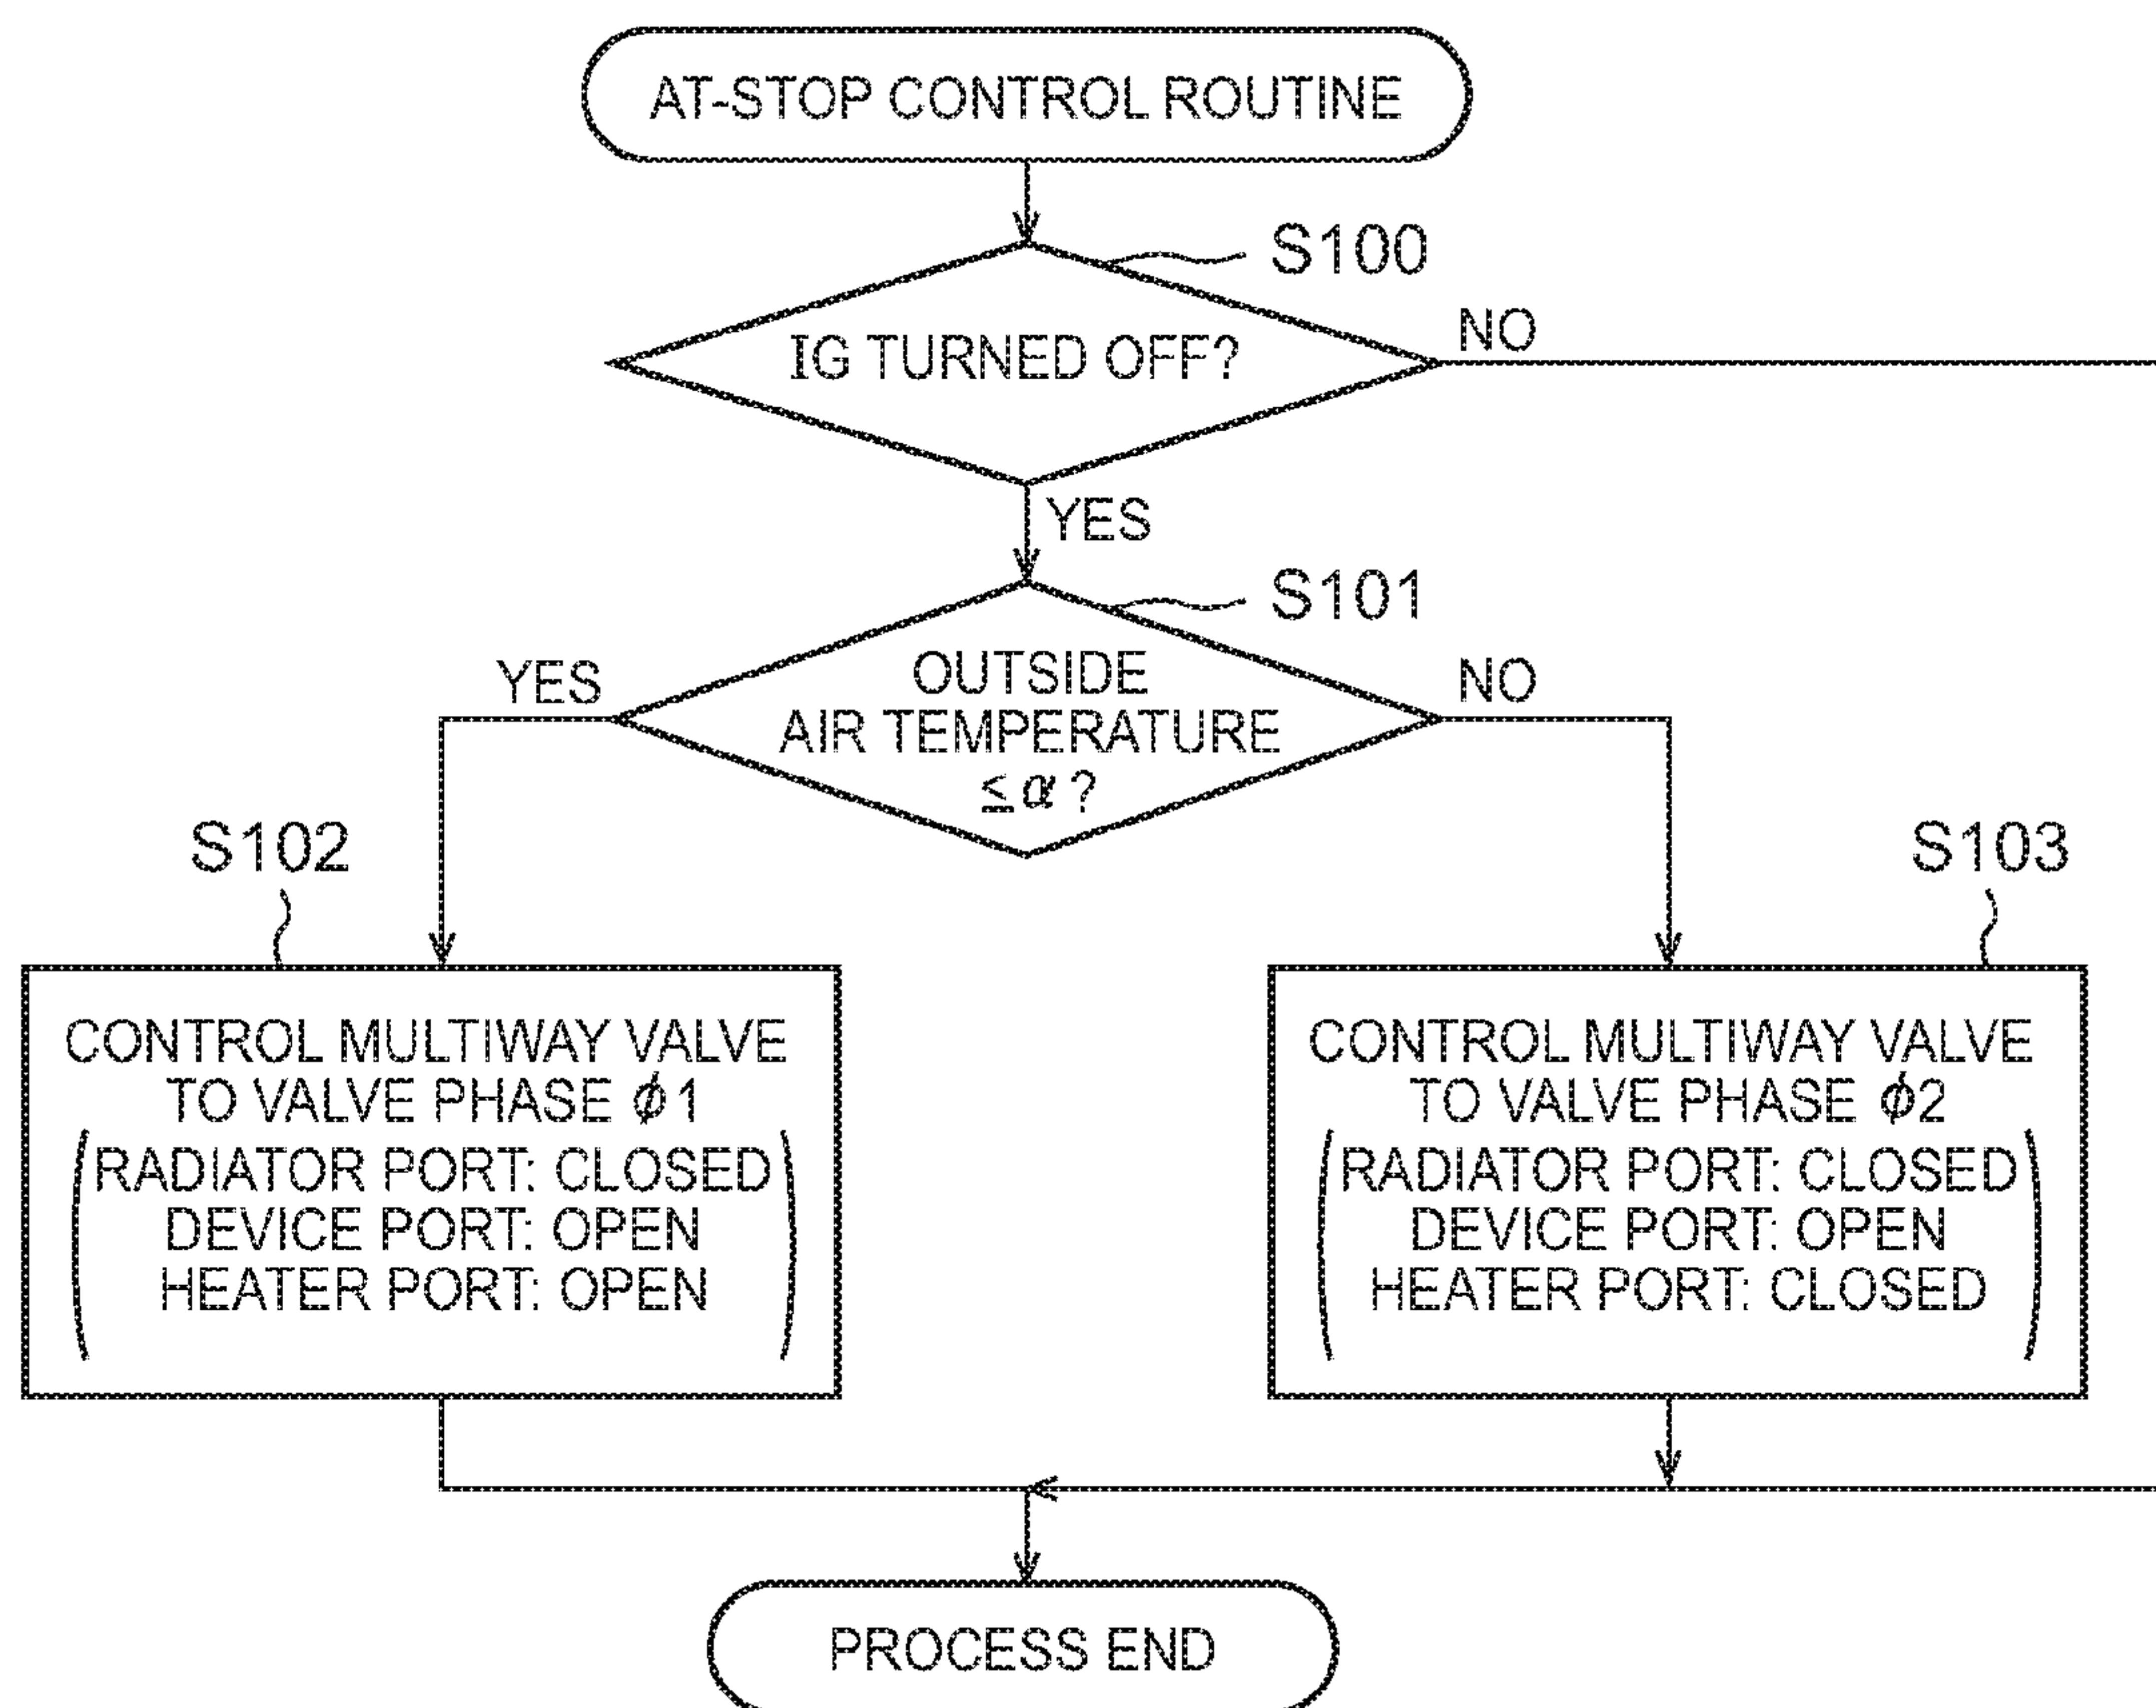 AT-STOP CONTROL ROUTINE
S100
IG TURNED OFF?
NO
YES
S101
OUTSIDE
AIR TEMPERATURE
≦α?
YES
NO
S102
S103
CONTROL MULTIWAY VALVE
TO VALVE PHASE ϕ1
RADIATOR PORT: CLOSED
DEVICE PORT: OPEN
HEATER PORT: OPEN
CONTROL MULTIWAY VALVE
TO VALVE PHASE ϕ2
RADIATOR PORT: CLOSED
DEVICE PORT: OPEN
HEATER PORT: CLOSED
PROCESS END